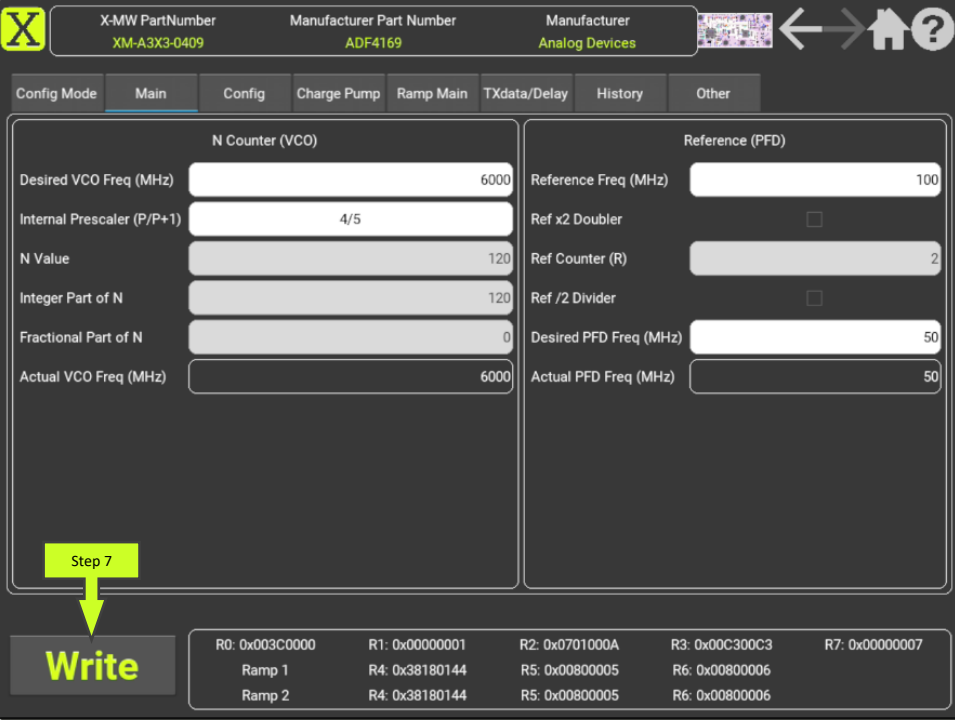 X
X-MW PartNumber Manufacturer Part Number Manufacturer
XM-A3X3-0409 ADF4169 Analog Devices
?
Config Mode Main Config Charge Pump Ramp Main TXdata/Delay History Other
N Counter (VCO)
Desired VCO Freq (MHz) 6000
Internal Prescaler (P/P+1) 4/5
N Value 120
Integer Part of N 120
Fractional Part of N 0
Actual VCO Freq (MHz) 6000
Reference (PFD)
Reference Freq (MHz) 100
Ref x2 Doubler
Ref Counter (R) 2
Ref /2 Divider
Desired PFD Freq (MHz) 50
Actual PFD Freq (MHz) 50
Step 7
Write
R0: 0x003C0000 R1: 0x00000001 R2: 0x0701000A R3: 0x00C300C3 R7: 0x00000007
Ramp 1 R4: 0x38180144 R5: 0x00800005 R6: 0x00800006
Ramp 2 R4: 0x38180144 R5: 0x00800005 R6: 0x00800006